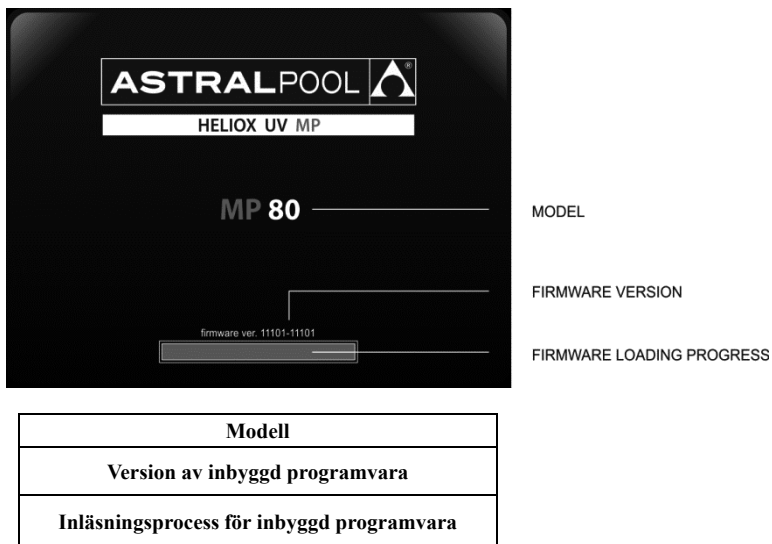 ASTRALPOOL ®
HELIOX UV MP
MP 80
MODEL
FIRMWARE VERSION
firmware ver. 11101-11101
FIRMWARE LOADING PROGRESS
Modell
Version av inbyggd programvara
Inläsningsprocess för inbyggd programvara